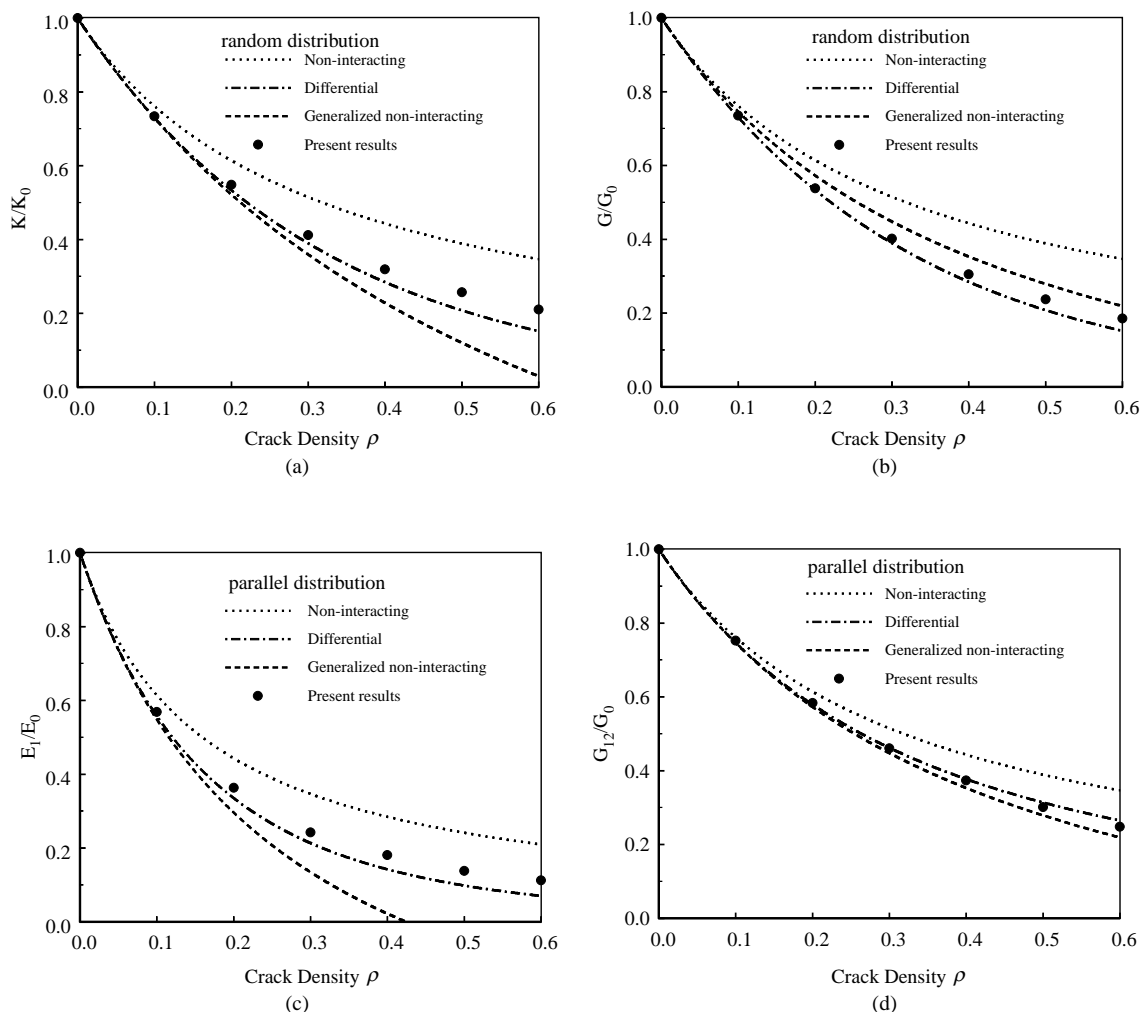 random distribution
Non-interacting
Differential
Generalized non-interacting
Present results
K/K0
1.0
0.8
0.6
0.4
0.2
0.0
0.0 0.1 0.2 0.3 0.4 0.5 0.6
Crack Density ρ
(a)
random distribution
Non-interacting
Differential
Generalized non-interacting
Present results
G/G0
1.0
0.8
0.6
0.4
0.2
0.0
0.0 0.1 0.2 0.3 0.4 0.5 0.6
Crack Density ρ
(b)
parallel distribution
Non-interacting
Differential
Generalized non-interacting
Present results
E1/E0
1.0
0.8
0.6
0.4
0.2
0.0
0.0 0.1 0.2 0.3 0.4 0.5 0.6
Crack Density ρ
(c)
parallel distribution
Non-interacting
Differential
Generalized non-interacting
Present results
G12/G0
1.0
0.8
0.6
0.4
0.2
0.0
0.0 0.1 0.2 0.3 0.4 0.5 0.6
Crack Density ρ
(d)